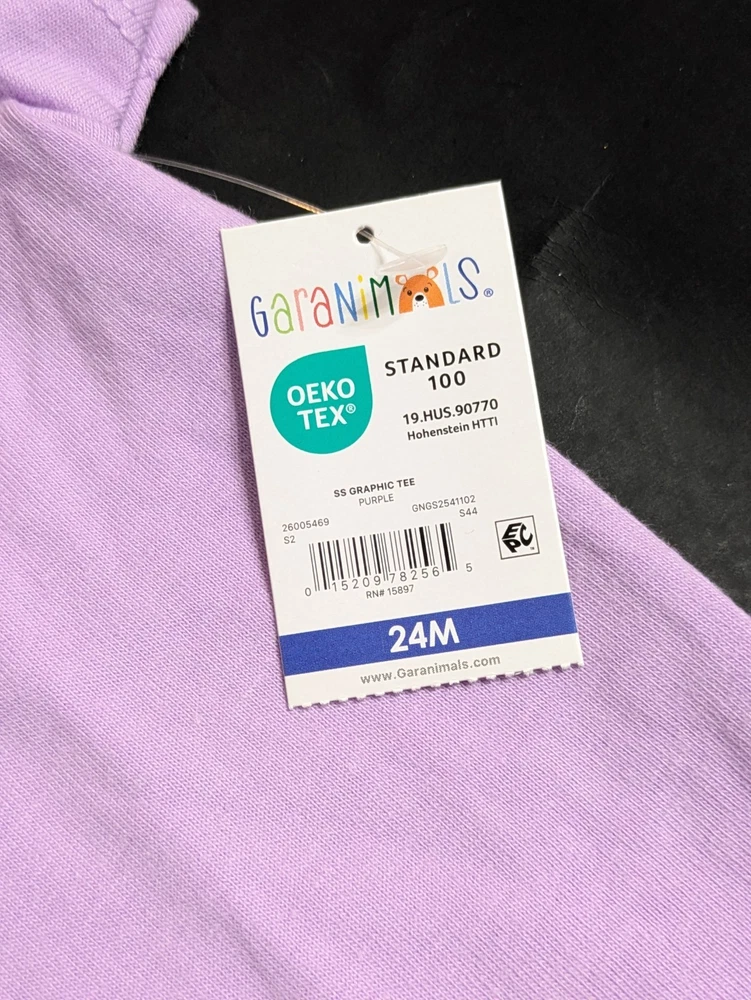 GaraNiMaLS®
OEKO
TEX®
STANDARD
100
19.HUS.90770
Hohenstein HTTI
SS GRAPHIC TEE
PURPLE
26005469 GNGS2541102
S2 S44
EPC
0 15209 78256 5
RN# 15897
24M
www.Garanimals.com